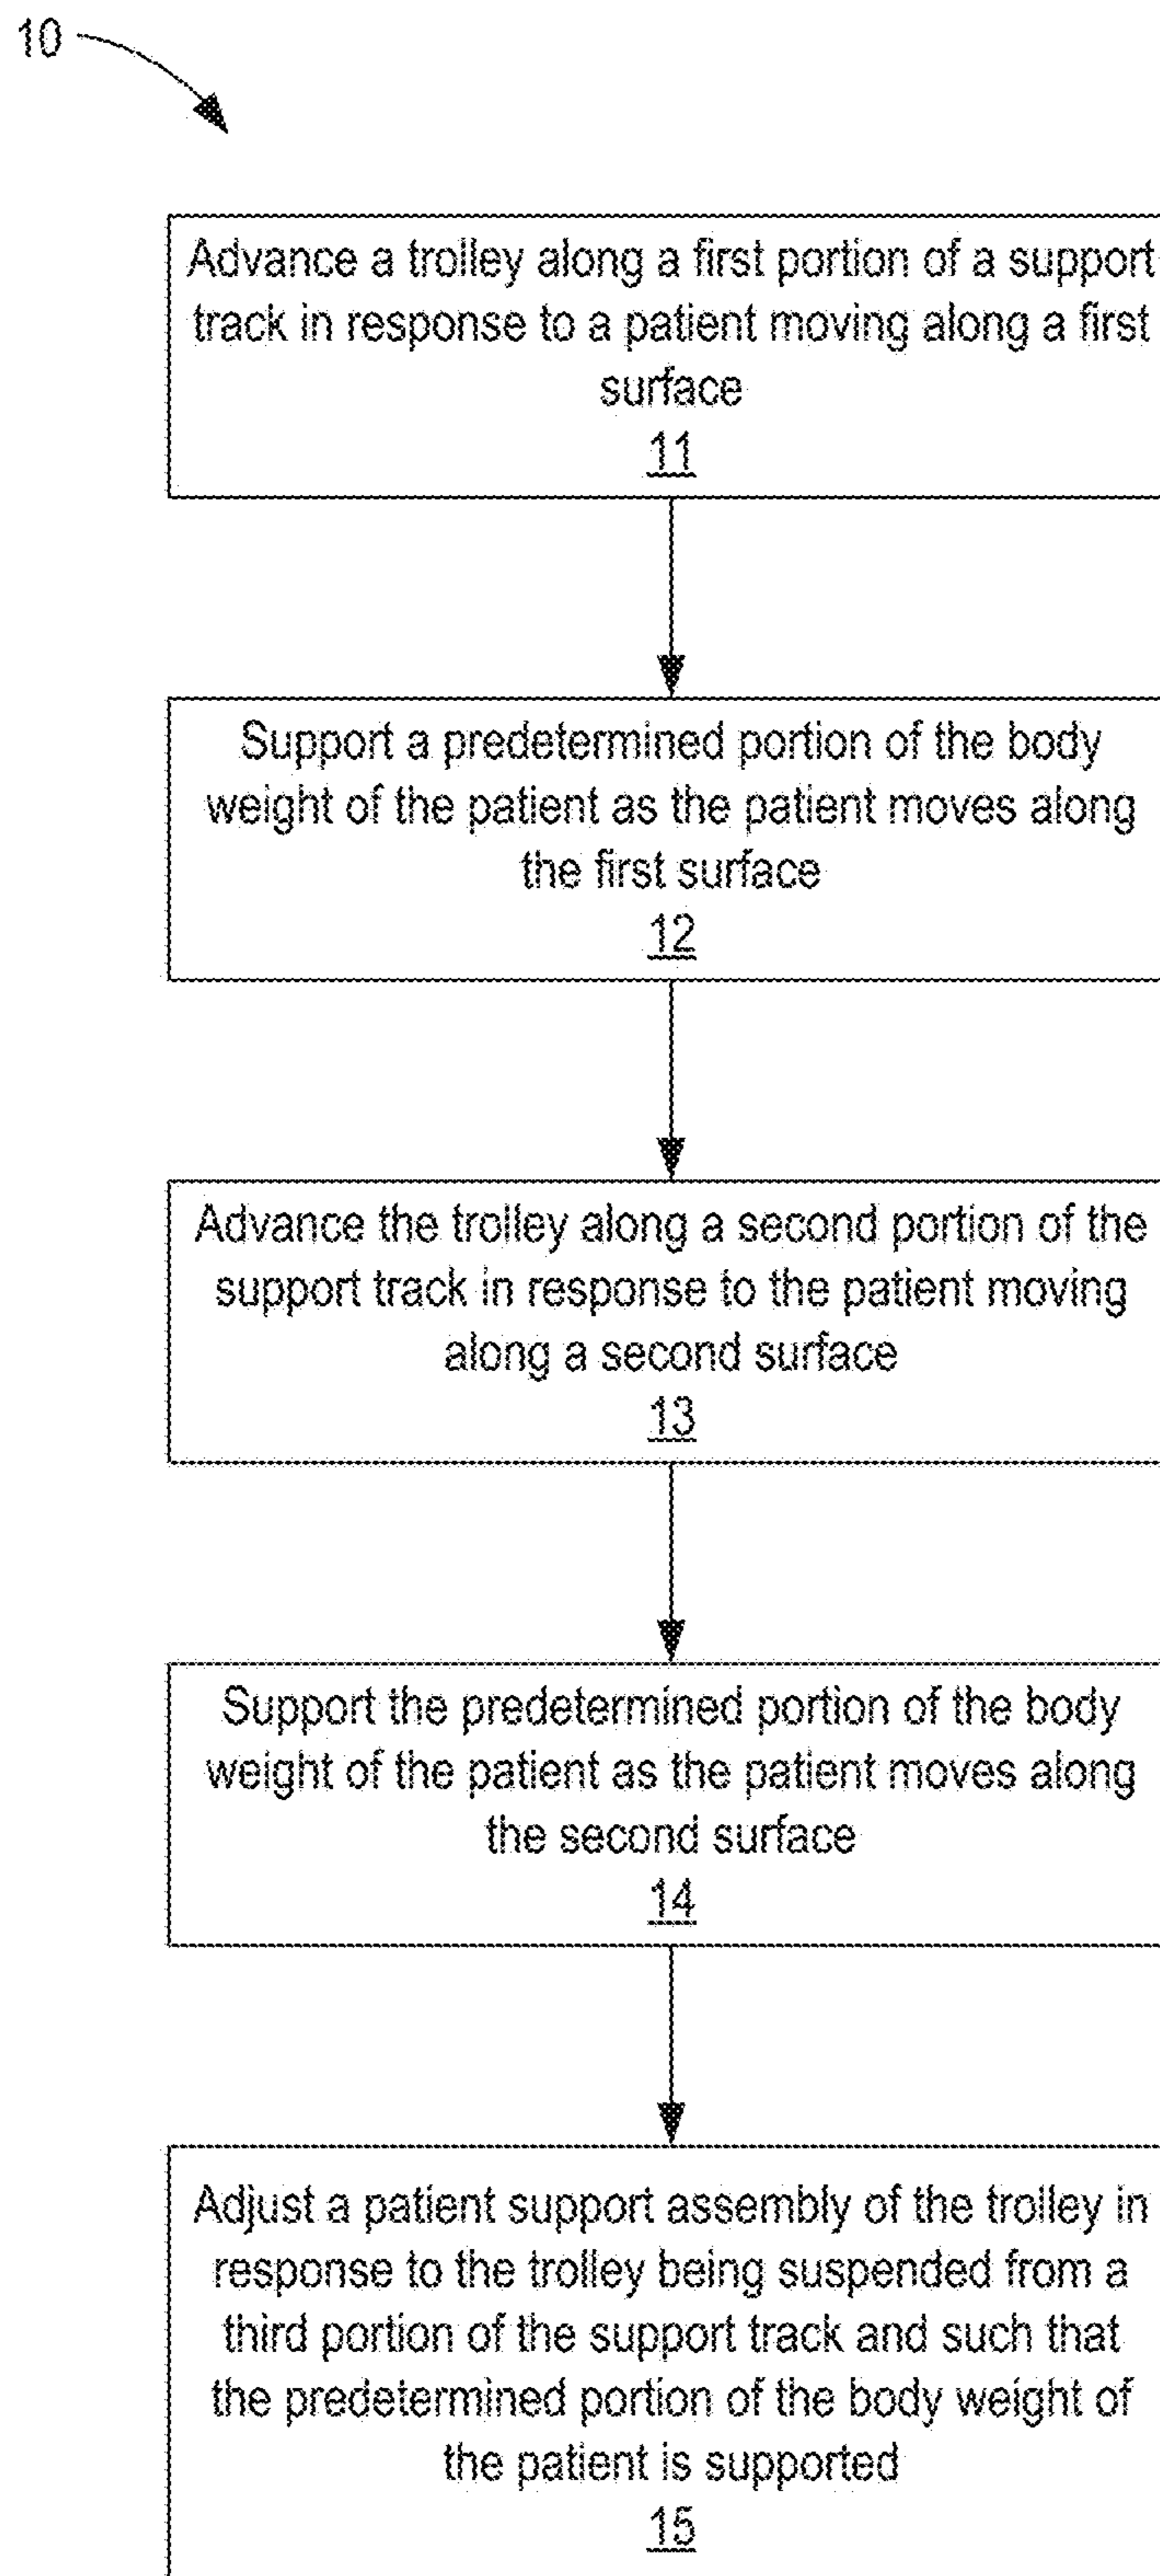 10
Advance a trolley along a first portion of a support
track in response to a patient moving along a first
surface
11
Support a predetermined portion of the body
weight of the patient as the patient moves along
the first surface
12
Advance the trolley along a second portion of the
support track in response to the patient moving
along a second surface
13
Support the predetermined portion of the body
weight of the patient as the patient moves along
the second surface
14
Adjust a patient support assembly of the trolley in
response to the trolley being suspended from a
third portion of the support track and such that
the predetermined portion of the body weight of
the patient is supported
15